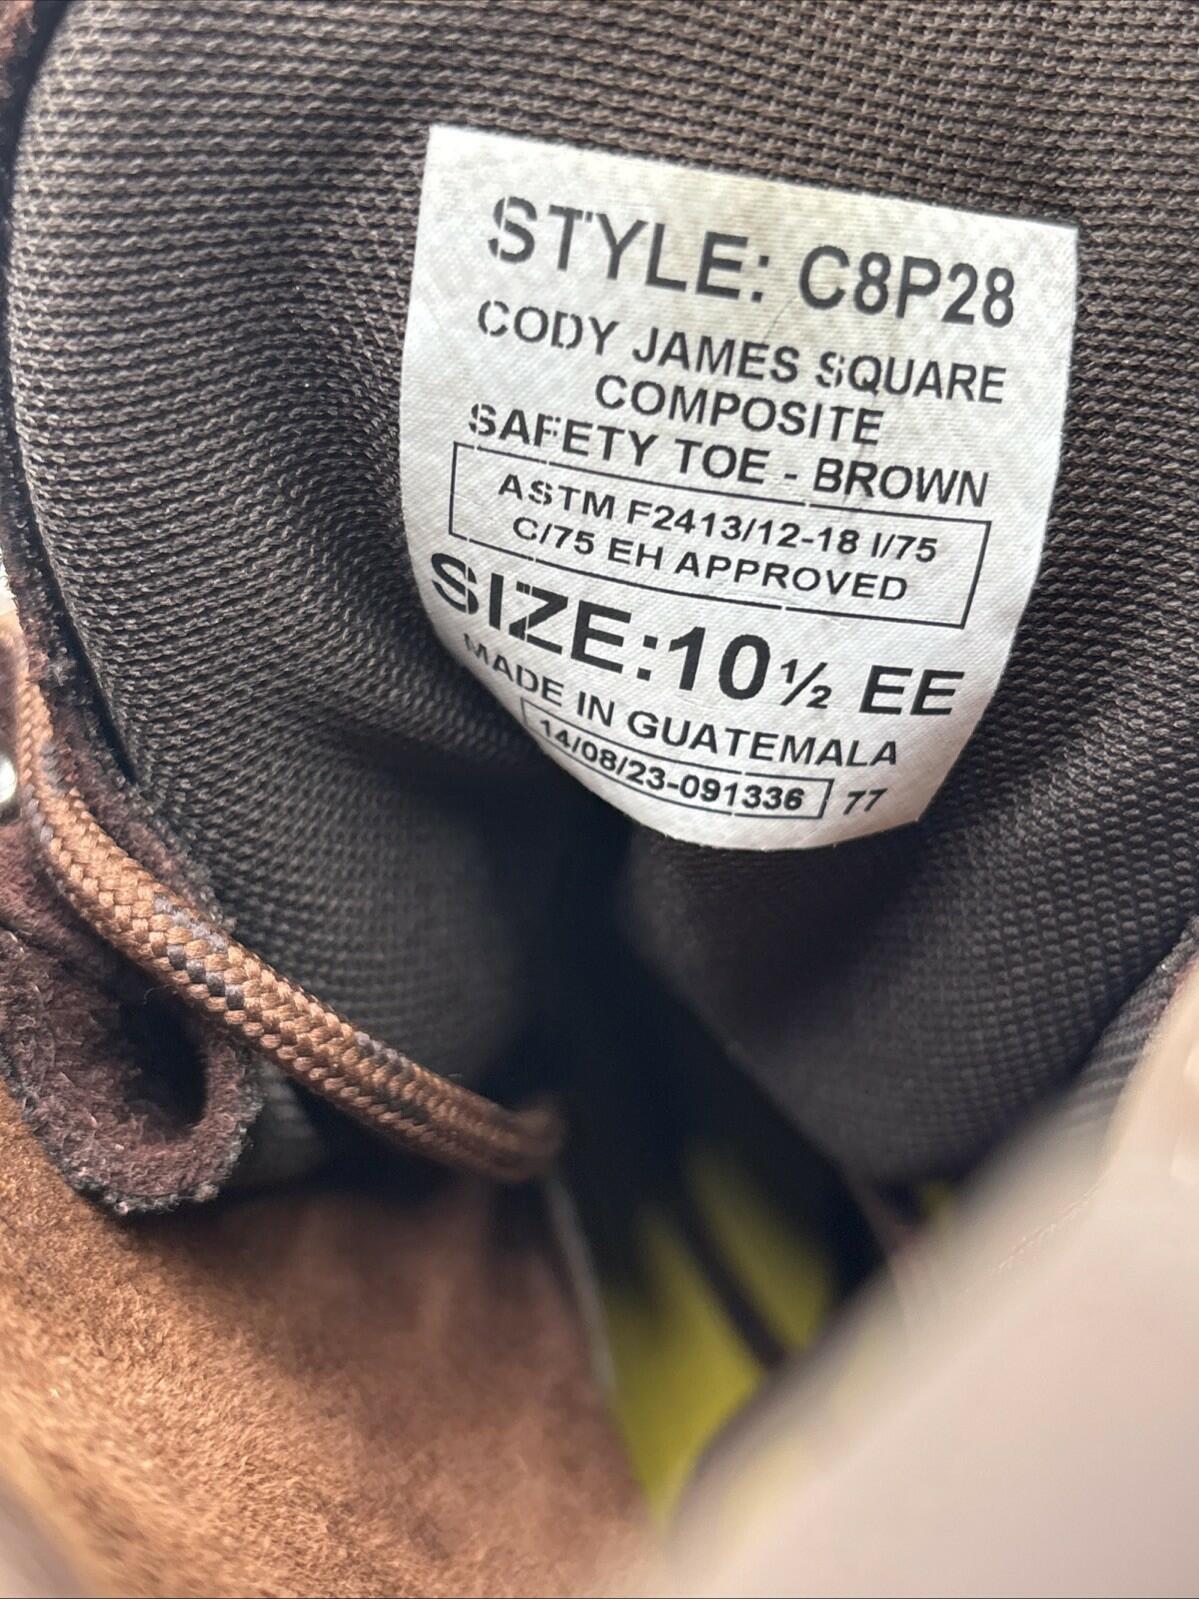 STYLE: C8P28
CODY JAMES SQUARE
COMPOSITE
SAFETY TOE - BROWN
ASTM F2413/12-18 I/75
C/75 EH APPROVED
SIZE:10½ EE
MADE IN GUATEMALA
14/08/23-091336 77